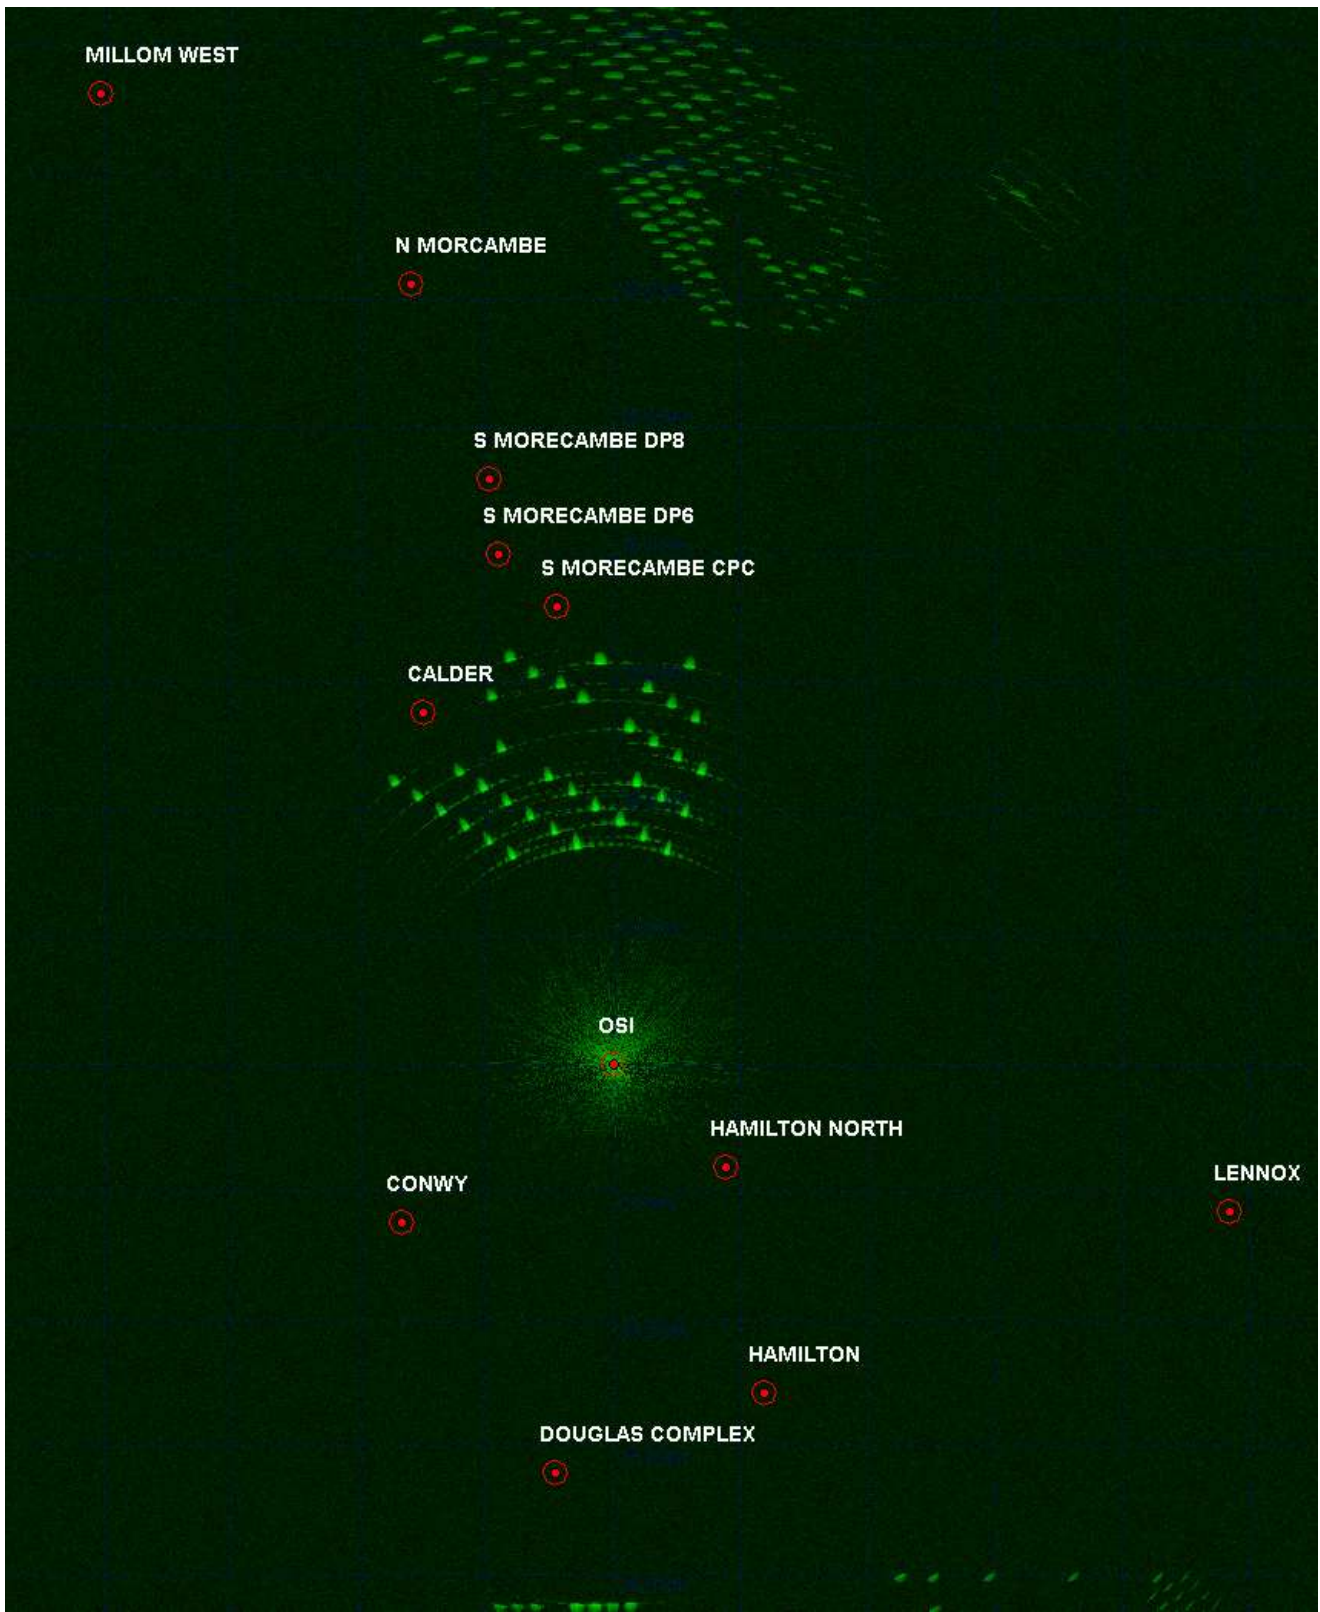 MILLOM WEST
N MORCAMBE
S MORECAMBE DP8
S MORECAMBE DP6
S MORECAMBE CPC
CALDER
OSI
HAMILTON NORTH
LENNOX
CONWY
HAMILTON
DOUGLAS COMPLEX